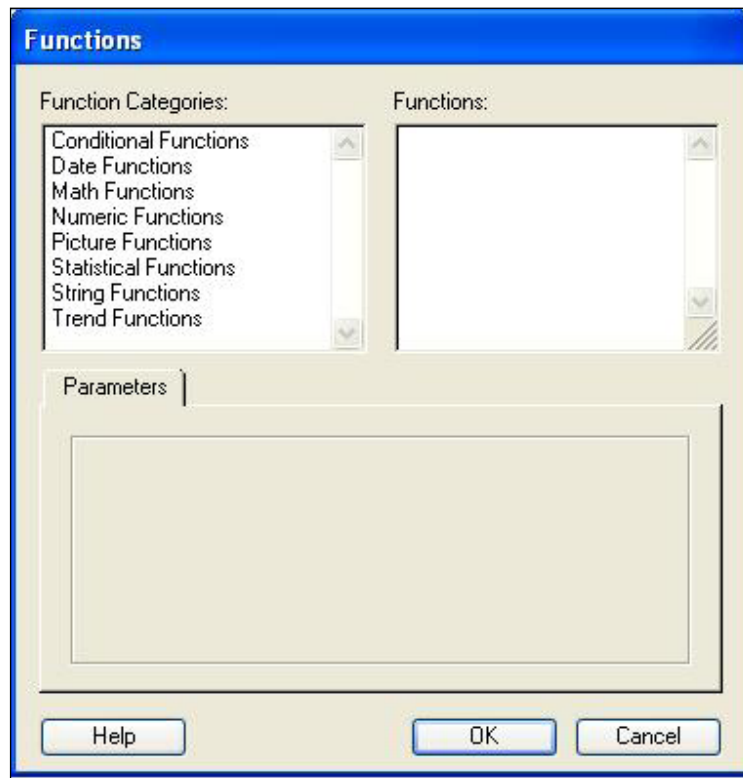 Functions
Function Categories:
Functions:
Conditional Functions
Date Functions
Math Functions
Numeric Functions
Picture Functions
Statistical Functions
String Functions
Trend Functions
Parameters
Help
OK
Cancel